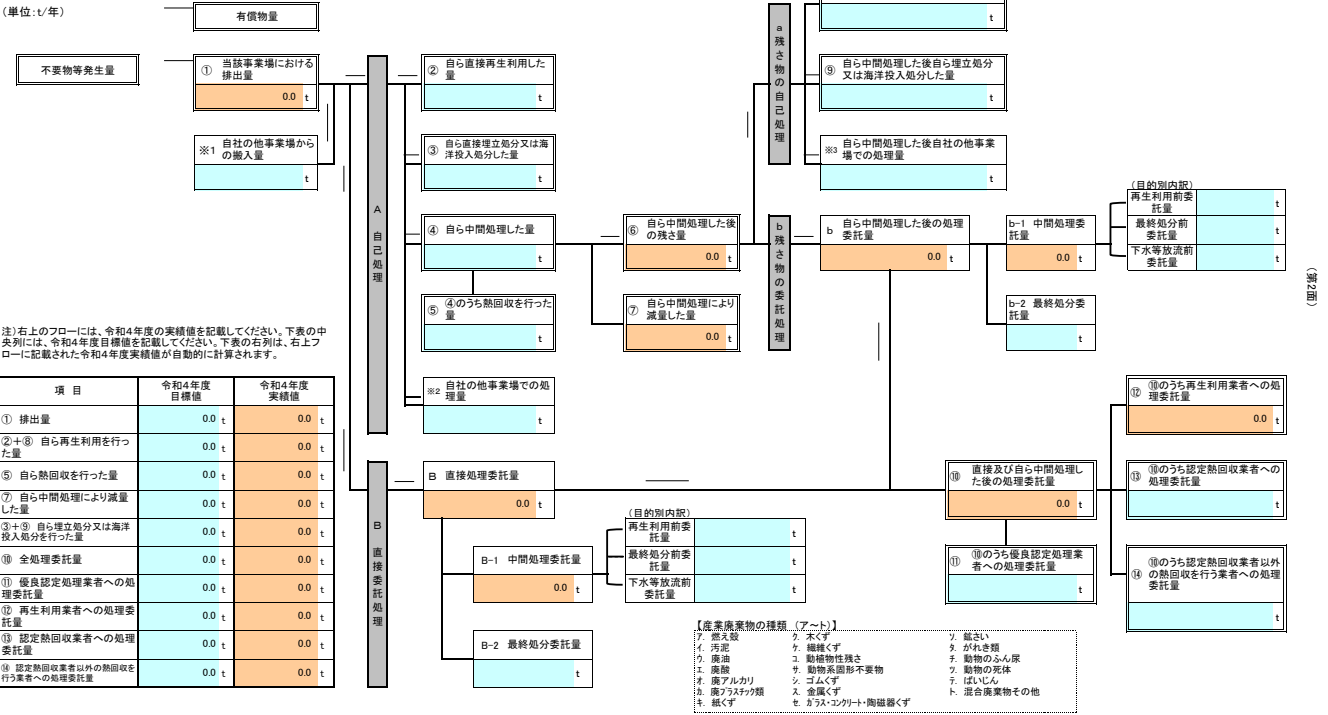 (単位:t/年)
有償物量
t
不要物等発生量
① 当該事業場における
排出量
0.0 t
※1 自社の他事業場から
の搬入量
t
A
自
己
処
理
② 自ら直接再生利用した
量
t
③ 自ら直接埋立処分又は海
洋投入処分した量
t
④ 自ら中間処理した量
t
⑤ ④のうち熱回収を行った
量
t
※2 自社の他事業場での処
理量
t
⑥ 自ら中間処理した後
の残さ量
0.0 t
⑦ 自ら中間処理により
減量した量
0.0 t
a
残
さ
物
の
自
己
処
理
⑨ 自ら中間処理した後自ら埋立処分
又は海洋投入処分した量
t
※3 自ら中間処理した後自社の他事業
場での処理量
t
b
残
さ
物
の
委
託
処
理
b 自ら中間処理した後の処理
委託量
0.0 t
b-1 中間処理委
託量
0.0 t
(目的別内訳)
再生利用前委
託量 t
最終処分前
委託量 t
下水等放流前
委託量 t
b-2 最終処分委
託量
t
(第2面)
注)右上のフローには、令和4年度の実績値を記載してください。下表の中
央列には、令和4年度目標値を記載してください。下表の右列は、右上フ
ローに記載された令和4年度実績値が自動的に計算されます。
項 目 令和4年度
目標値 令和4年度
実績値
① 排出量 0.0 t 0.0 t
②+⑧ 自ら再生利用を行っ
た量 0.0 t 0.0 t
⑤ 自ら熱回収を行った量 0.0 t 0.0 t
⑦ 自ら中間処理により減量
した量 0.0 t 0.0 t
③+⑨ 自ら埋立処分又は海洋
投入処分を行った量 0.0 t 0.0 t
⑩ 全処理委託量 0.0 t 0.0 t
⑪ 優良認定処理業者への処
理委託量 0.0 t 0.0 t
⑫ 再生利用業者への処理委
託量 0.0 t 0.0 t
⑬ 認定熱回収業者への処理
委託量 0.0 t 0.0 t
⑭ 認定熱回収業者以外の熱回収を
行う業者への処理委託量 0.0 t 0.0 t
B
直
接
委
託
処
理
B 直接処理委託量
0.0 t
B-1 中間処理委託量
0.0 t
(目的別内訳)
再生利用前委
託量 t
最終処分前委
託量 t
下水等放流前
委託量 t
B-2 最終処分委託量
t
⑩ 直接及び自ら中間処理し
た後の処理委託量
0.0 t
⑪ ⑩のうち優良認定処理業
者への処理委託量
t
⑫ ⑩のうち再生利用業者への処
理委託量
0.0 t
⑬ ⑩のうち認定熱回収業者への
処理委託量
t
⑭ ⑩のうち認定熱回収業者以外
の熱回収を行う業者への処理
委託量
t
【産業廃棄物の種類 (ア~ト)】
ア. 燃え殻 ク. 木くず ソ. 鉱さい
イ. 汚泥 ケ. 繊維くず タ. がれき類
ウ. 廃油 コ. 動植物性残さ チ. 動物のふん尿
エ. 廃酸 サ. 動物系固形不要物 ツ. 動物の死体
オ. 廃アルカリ シ. ゴムくず テ. ばいじん
カ. 廃プラスチック類 ス. 金属くず ト. 混合廃棄物その他
キ. 紙くず セ. ガラス・コンクリート・陶磁器くず